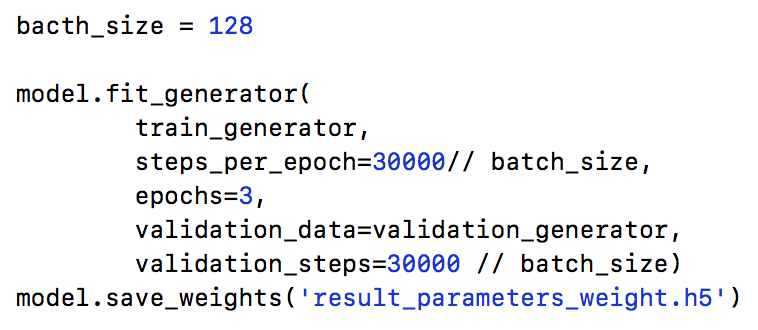 bacth_size = 128
model.fit_generator(
train_generator,
steps_per_epoch=30000// batch_size,
epochs=3,
validation_data=validation_generator,
validation_steps=30000 // batch_size)
model.save_weights('result_parameters_weight.h5')